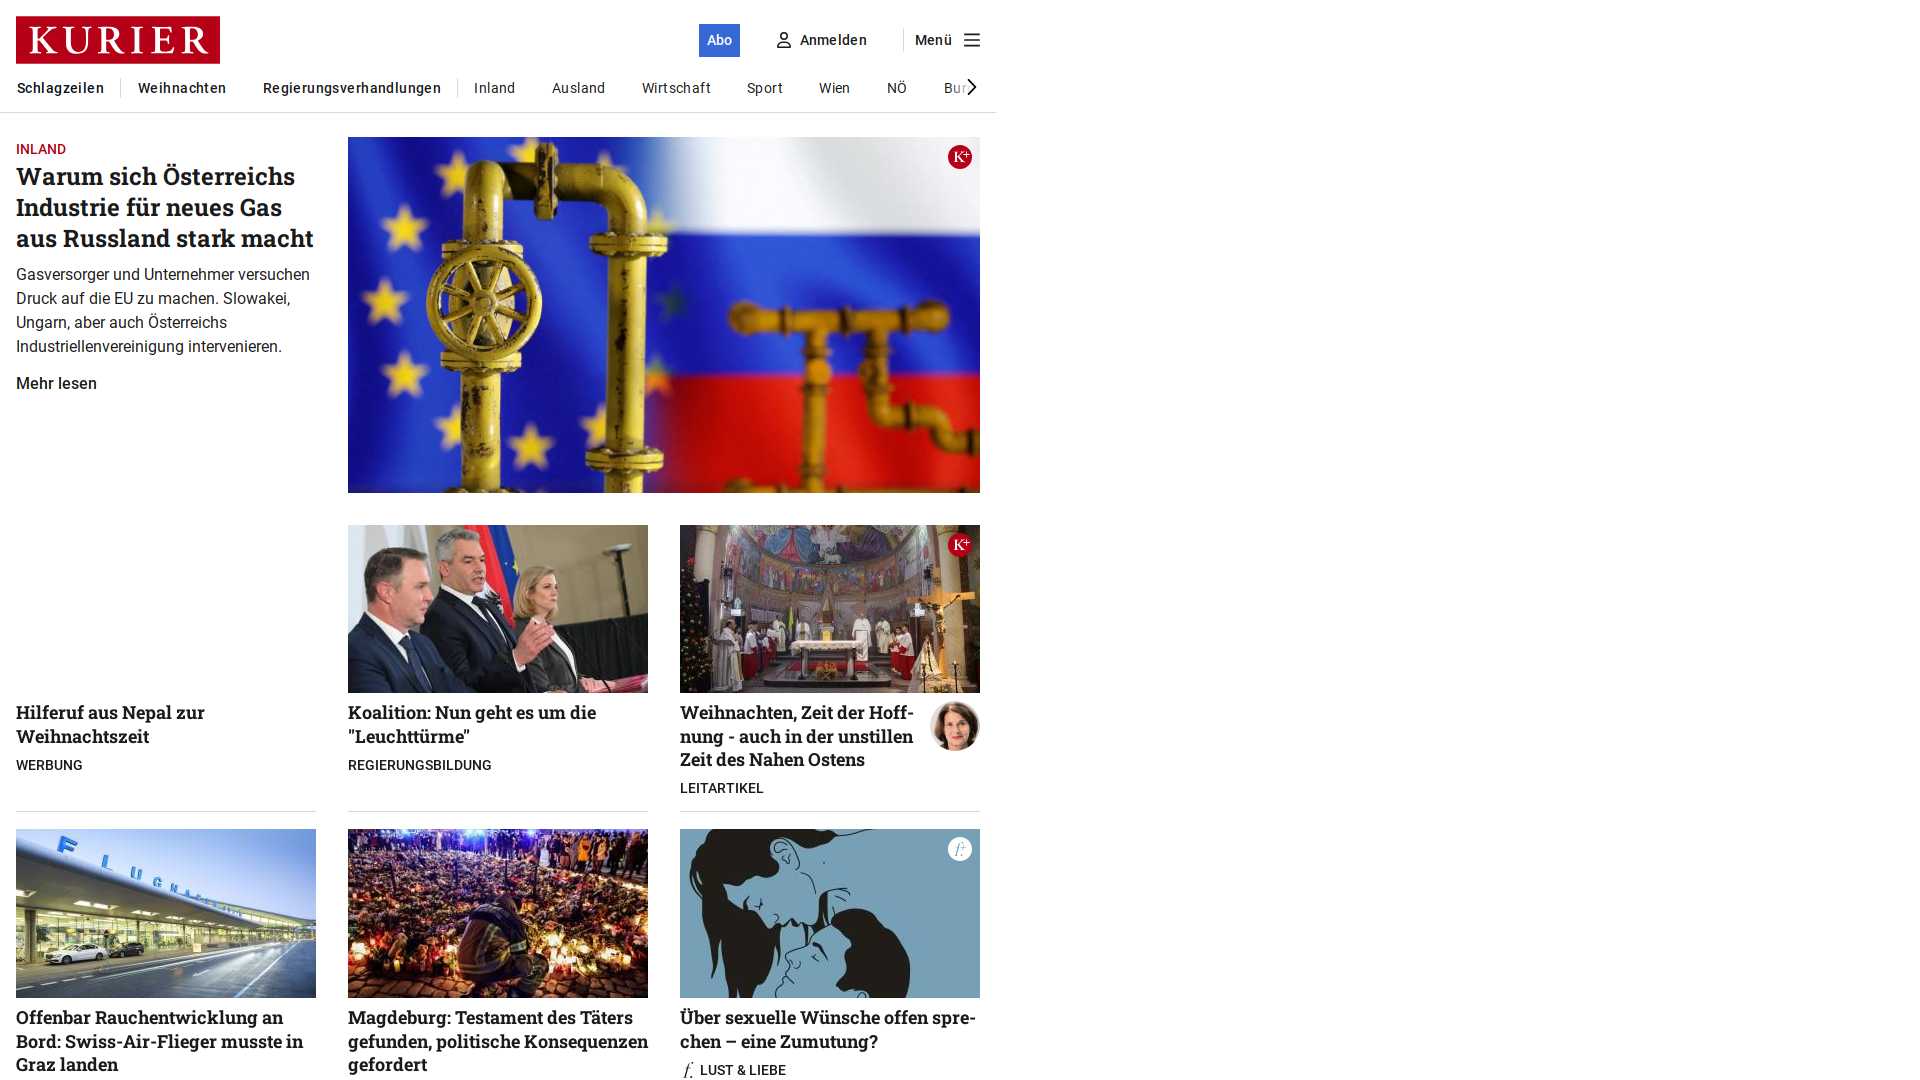 KURIER
Abo
Anmelden
Menü
Schlagzeilen
Weihnachten
Regierungsverhandlungen
Inland
Ausland
Wirtschaft
Sport
Wien
NÖ
Bur
INLAND
Warum sich Österreichs
Industrie für neues Gas
aus Russland stark macht
Gasversorger und Unternehmer versuchen
Druck auf die EU zu machen. Slowakei,
Ungarn, aber auch Österreichs
Industriellenvereinigung intervenieren.
Mehr lesen
K+
K+
Hilferuf aus Nepal zur
Weihnachtszeit
WERBUNG
Koalition: Nun geht es um die
"Leuchttürme"
REGIERUNGSBILDUNG
Weihnachten, Zeit der Hoff-
nung - auch in der unstillen
Zeit des Nahen Ostens
LEITARTIKEL
Offenbar Rauchentwicklung an
Bord: Swiss-Air-Flieger musste in
Graz landen
Magdeburg: Testament des Täters
gefunden, politische Konsequenzen
gefordert
f+
Über sexuelle Wünsche offen spre-
chen – eine Zumutung?
f. LUST & LIEBE